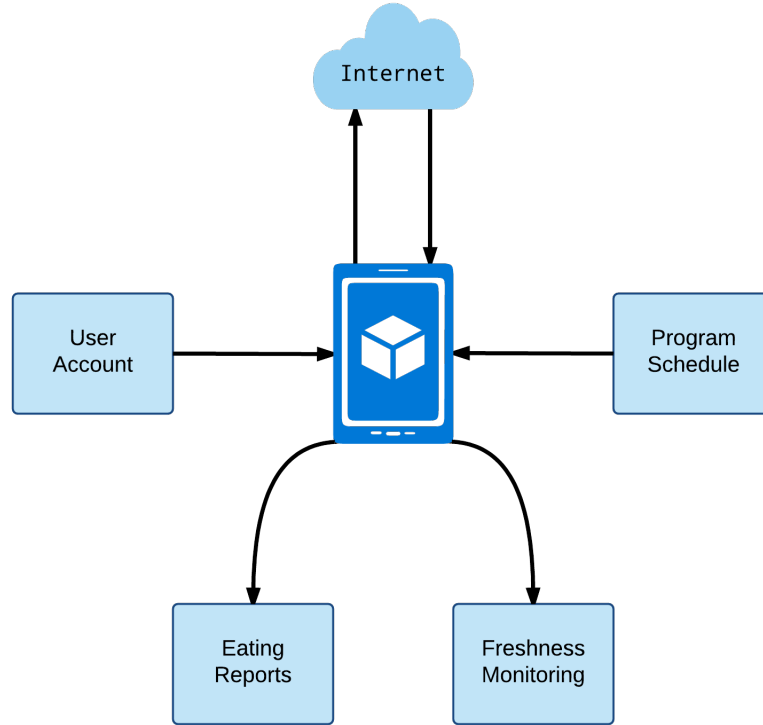 Internet
User
Account
Program
Schedule
Eating
Reports
Freshness
Monitoring